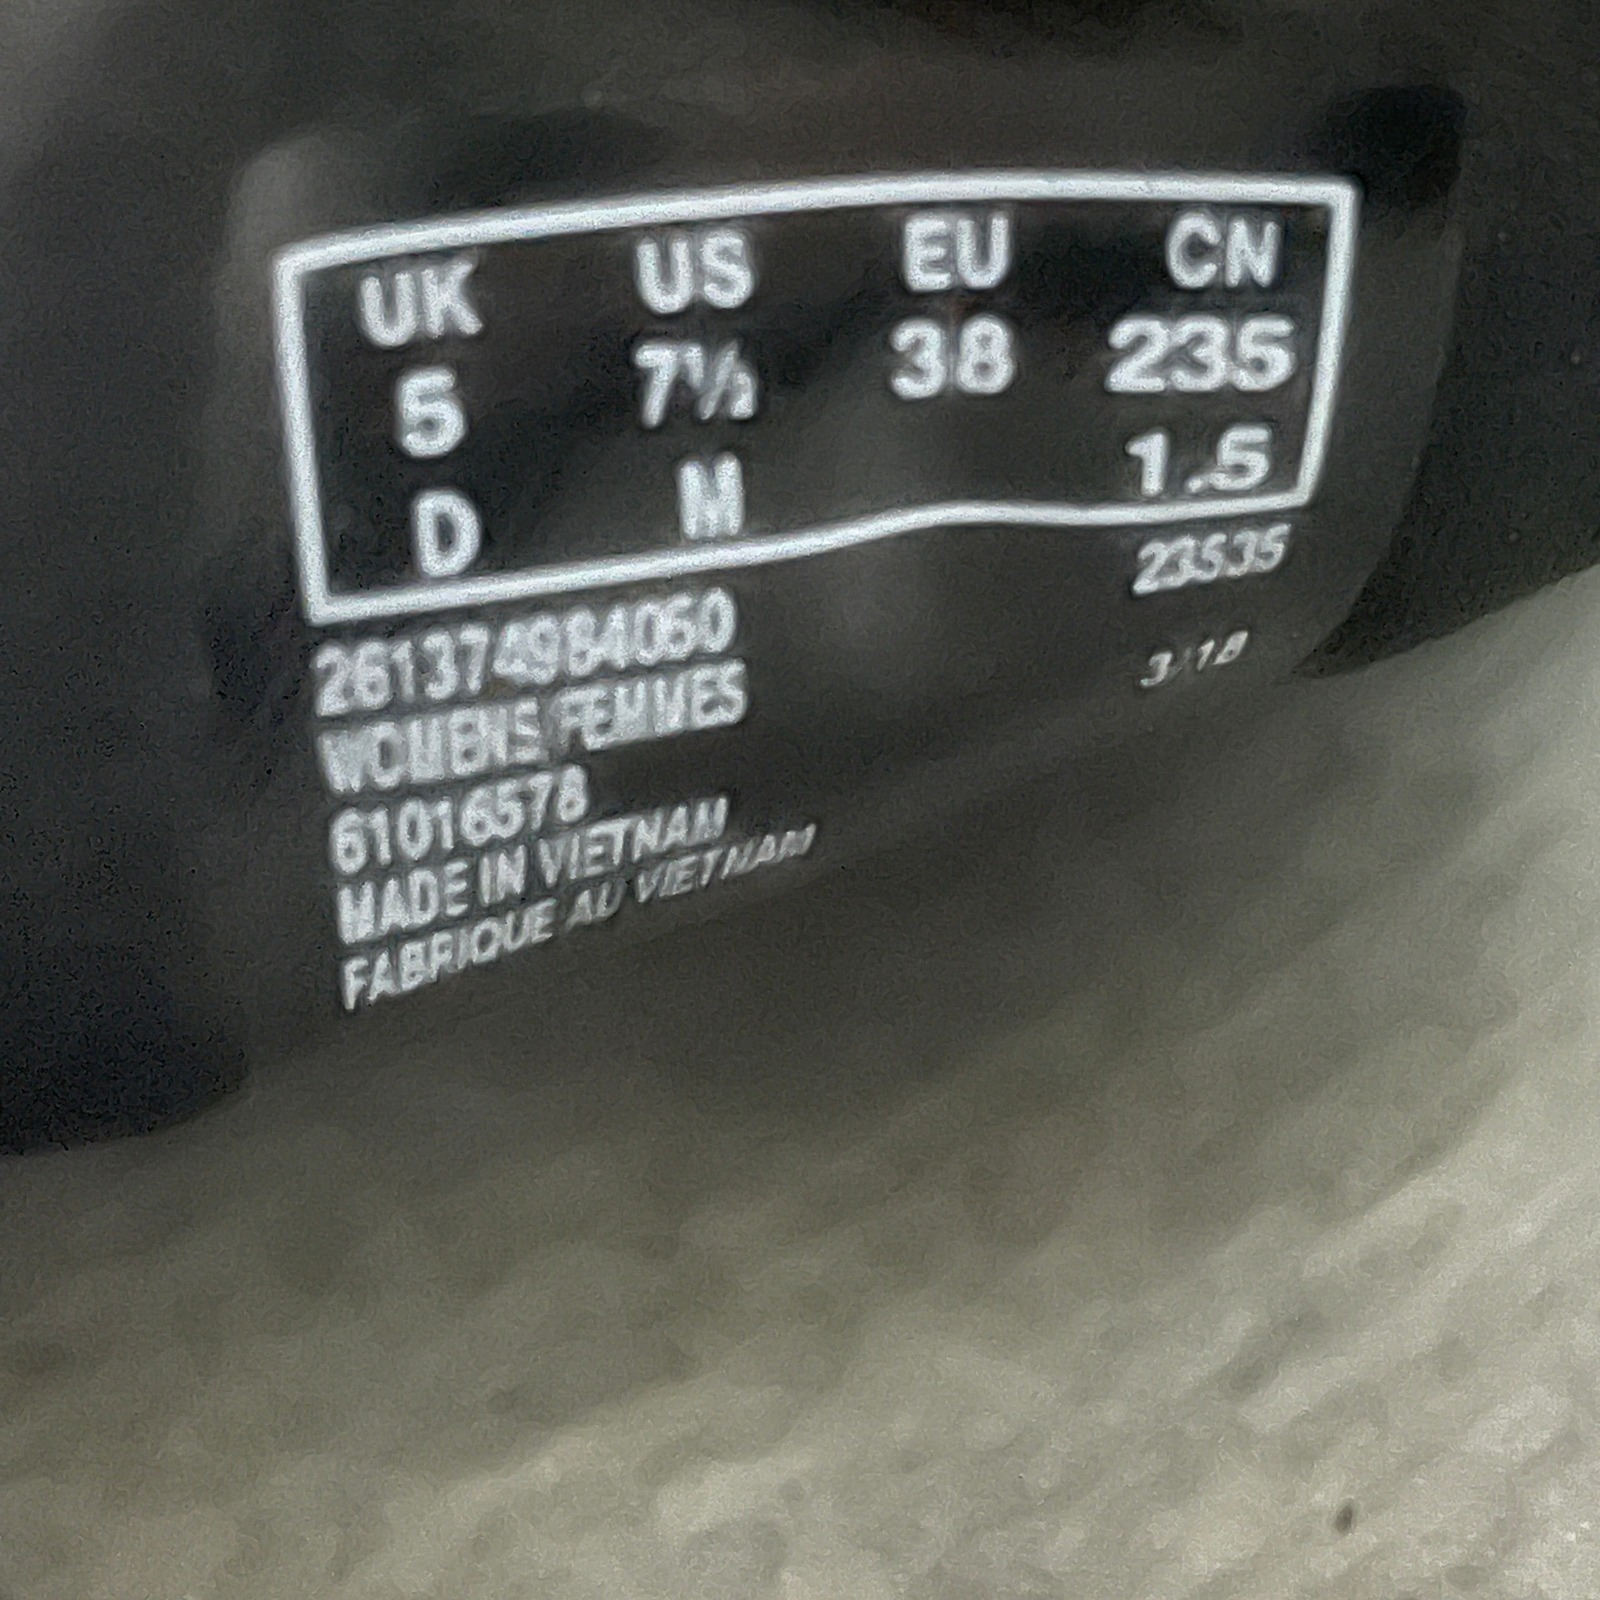 UK US EU CN
5 7½ 38 235
D M 1.5
23535
261374984050
WOMENS FEMMES
3/18
61016578
MADE IN VIETNAM
FABRIQUE AU VIETNAM